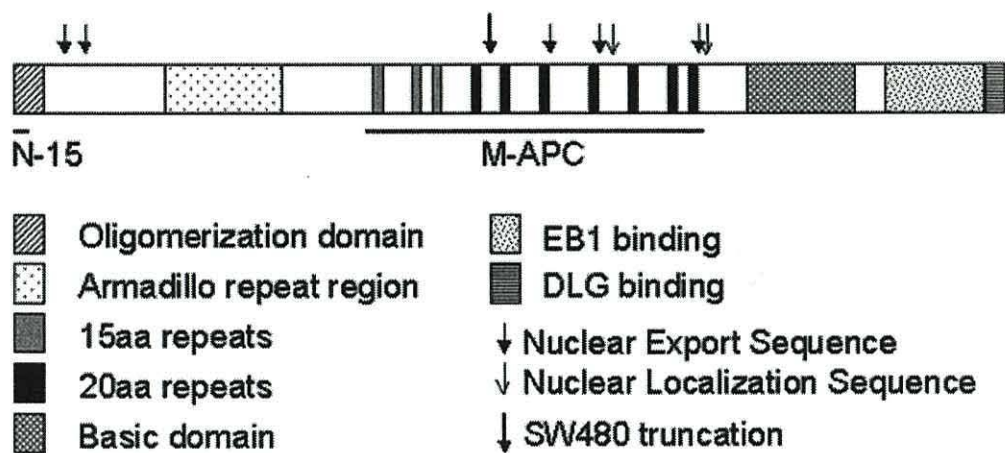 N-15
M-APC
Oligomerization domain
Armadillo repeat region
15aa repeats
20aa repeats
Basic domain
EB1 binding
DLG binding
Nuclear Export Sequence
Nuclear Localization Sequence
SW480 truncation